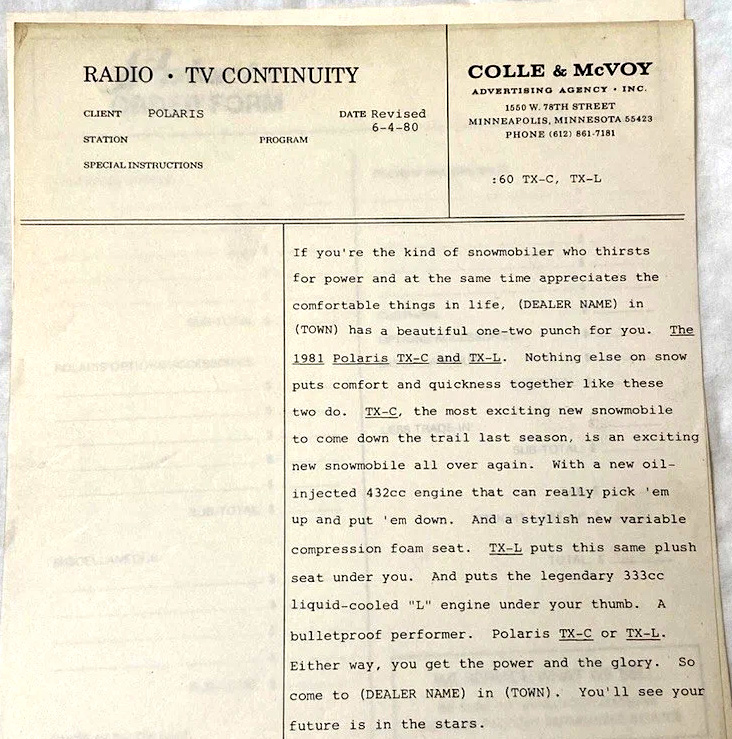 RADIO • TV CONTINUITY
CLIENT POLARIS DATE Revised
6-4-80
STATION PROGRAM
SPECIAL INSTRUCTIONS
COLLE & McVOY
ADVERTISING AGENCY • INC.
1550 W. 78TH STREET
MINNEAPOLIS, MINNESOTA 55423
PHONE (612) 861-7181
:60 TX-C, TX-L
If you're the kind of snowmobiler who thirsts
for power and at the same time appreciates the
comfortable things in life, (DEALER NAME) in
(TOWN) has a beautiful one-two punch for you. The
1981 Polaris TX-C and TX-L. Nothing else on snow
puts comfort and quickness together like these
two do. TX-C, the most exciting new snowmobile
to come down the trail last season, is an exciting
new snowmobile all over again. With a new oil-
injected 432cc engine that can really pick 'em
up and put 'em down. And a stylish new variable
compression foam seat. TX-L puts this same plush
seat under you. And puts the legendary 333cc
liquid-cooled "L" engine under your thumb. A
bulletproof performer. Polaris TX-C or TX-L.
Either way, you get the power and the glory. So
come to (DEALER NAME) in (TOWN). You'll see your
future is in the stars.